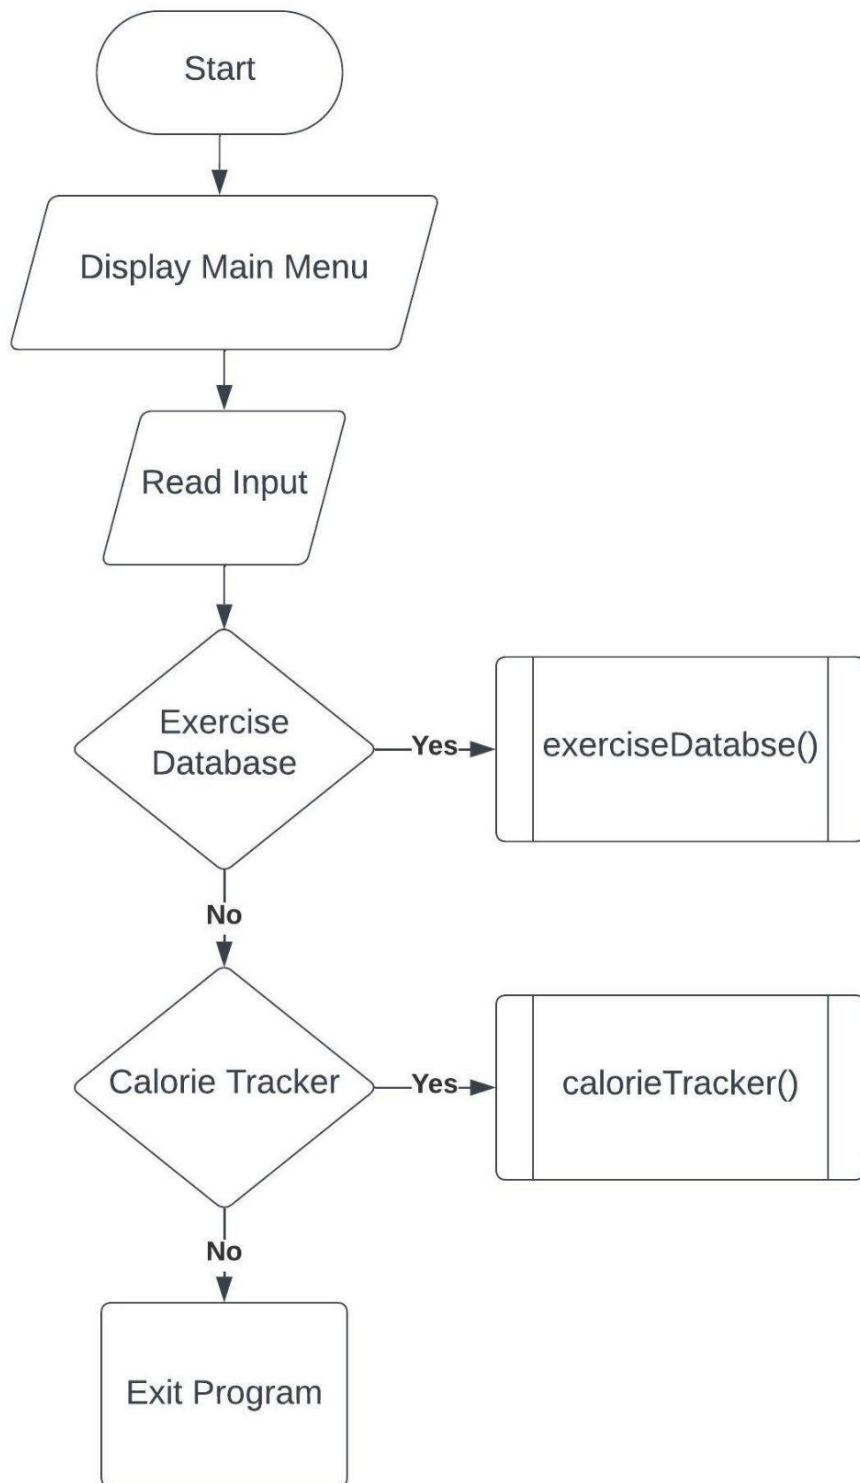 Start
Display Main Menu
Read Input
Exercise
Database
Yes
exerciseDatabse()
No
Calorie Tracker
Yes
calorieTracker()
No
Exit Program